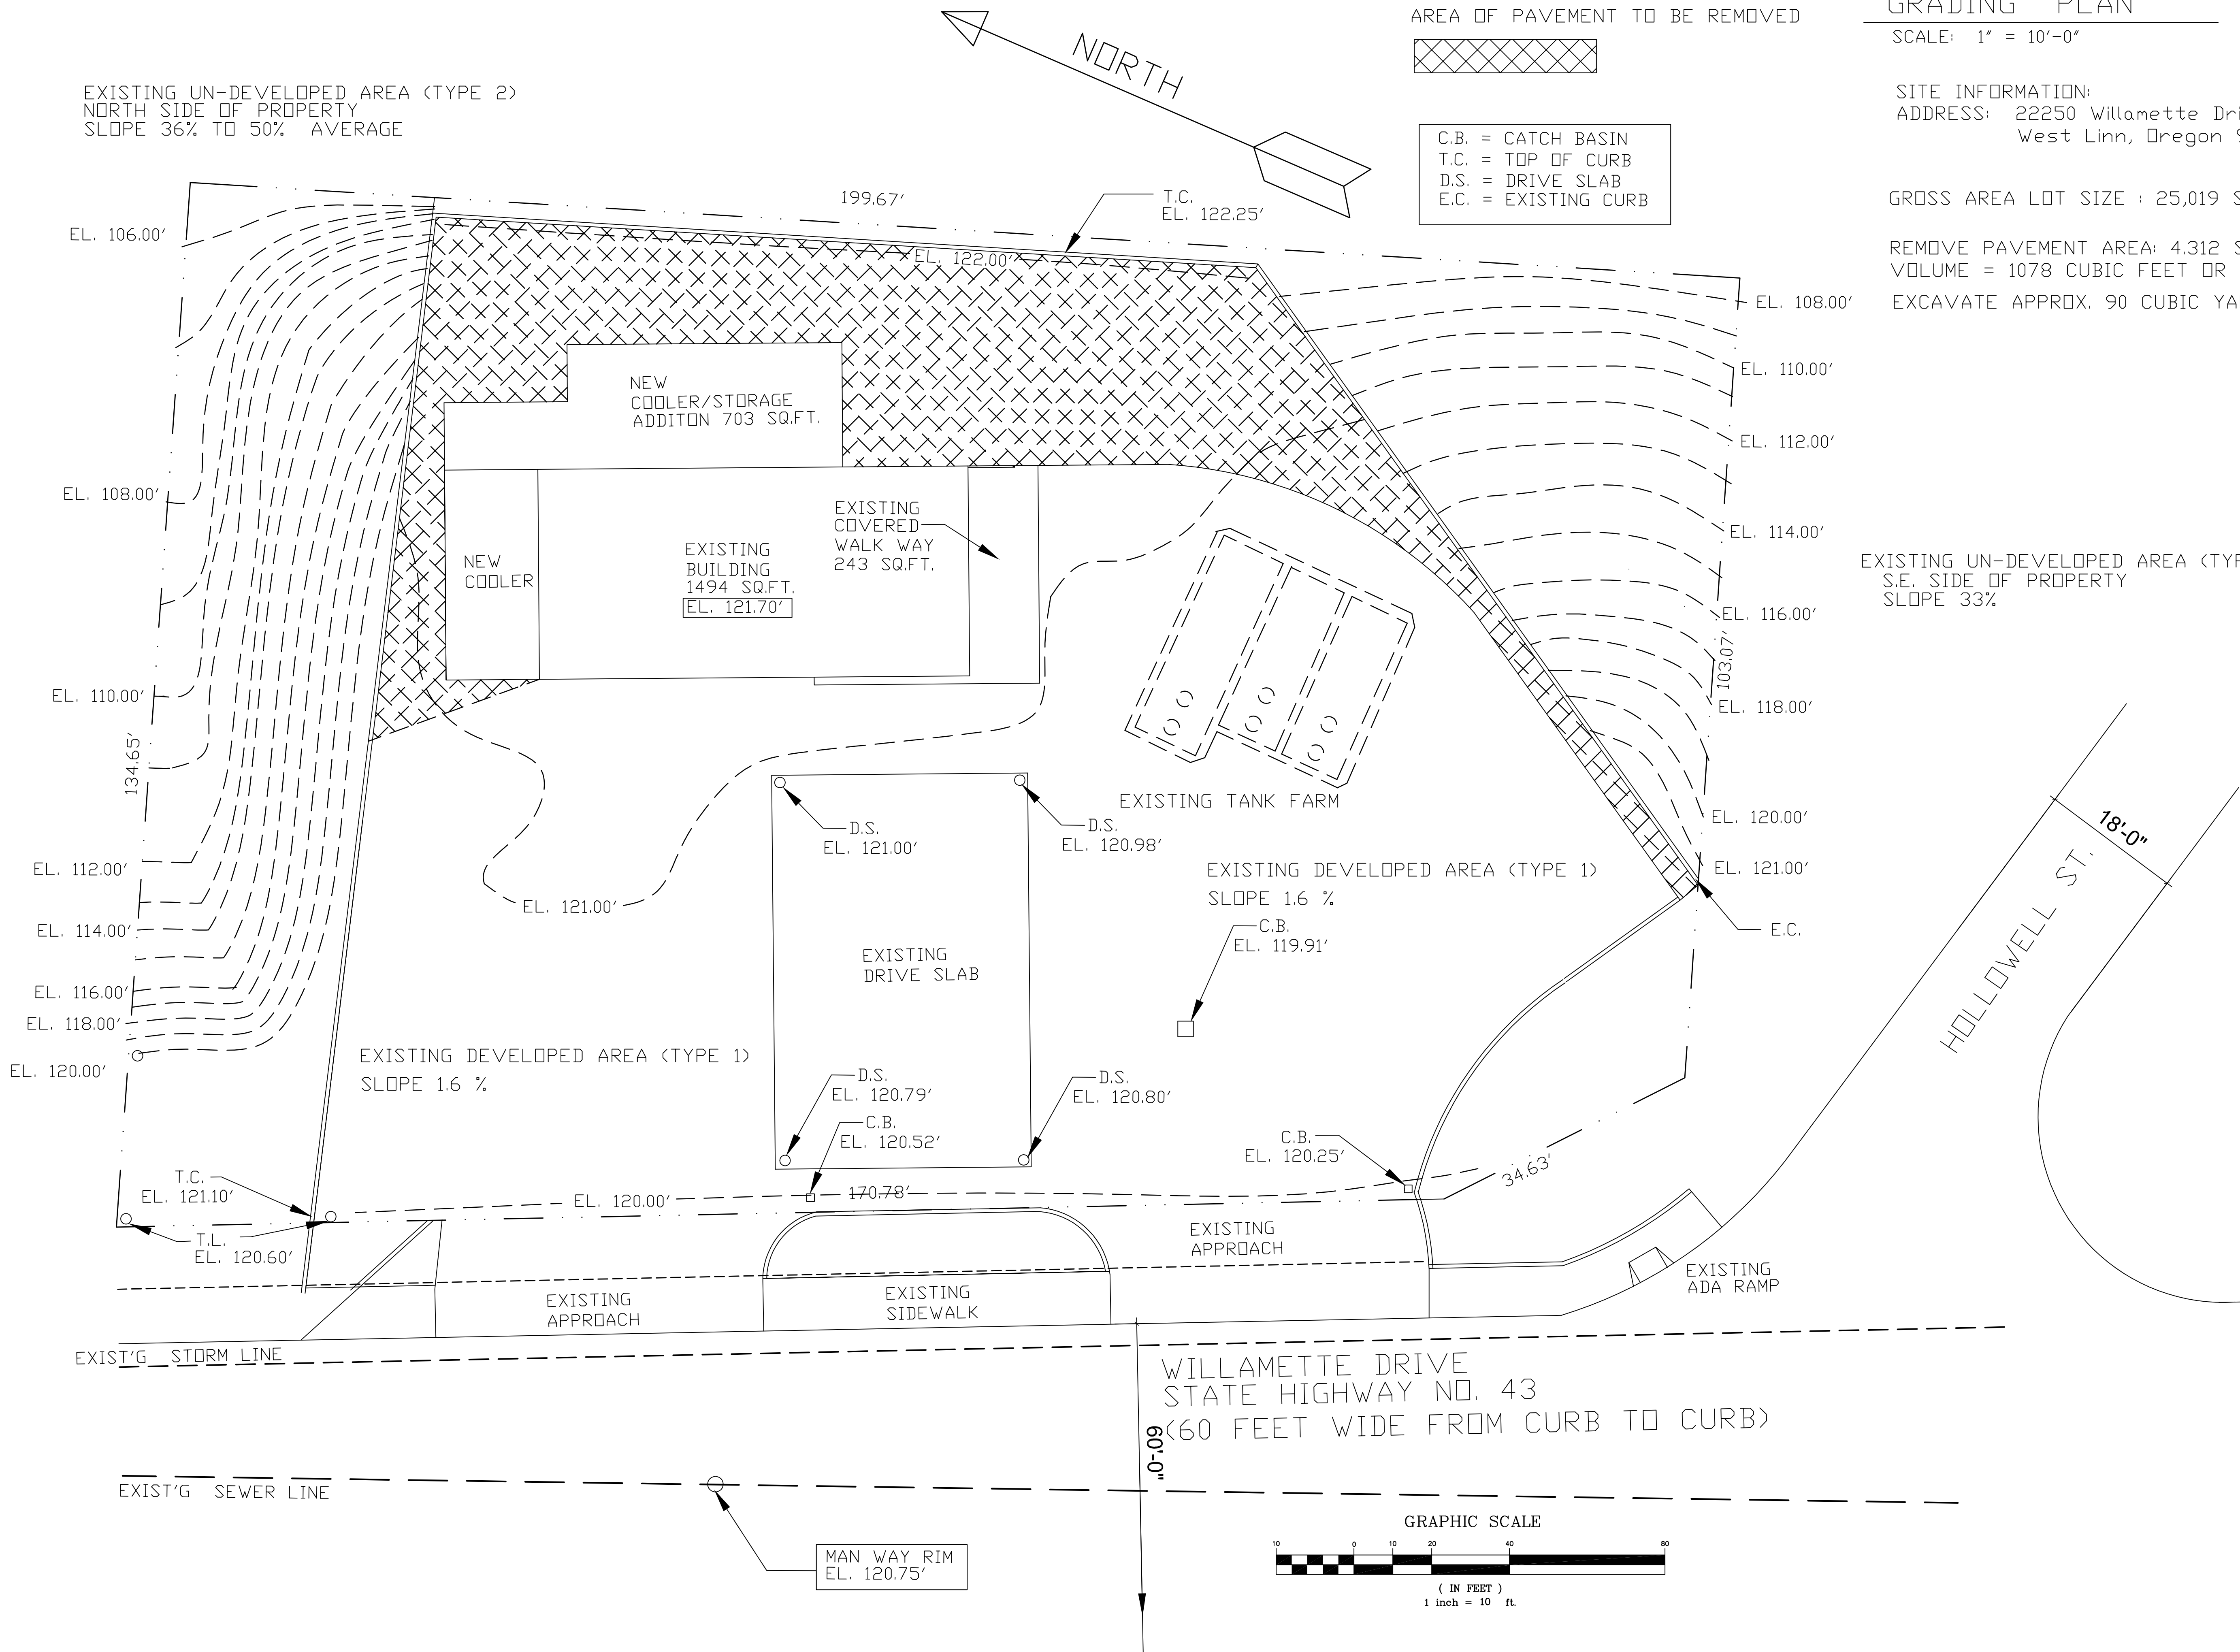 AREA OF PAVEMENT TO BE REMOVED
GRADING PLAN
SCALE: 1" = 10'-0"
NORTH
EXISTING UN-DEVELOPED AREA (TYPE 2)
NORTH SIDE OF PROPERTY
SLOPE 36% TO 50% AVERAGE
C.B. = CATCH BASIN
T.C. = TOP OF CURB
D.S. = DRIVE SLAB
E.C. = EXISTING CURB
SITE INFORMATION:
ADDRESS: 22250 Willamette
West Linn, Oregon
GROSS AREA LOT SIZE : 25,019
REMOVE PAVEMENT AREA: 4.312
VOLUME = 1078 CUBIC FEET OR
EXCAVATE APPROX. 90 CUBIC
199.67'
T.C.
EL. 122.25'
EL. 122.00'
EL. 106.00'
EL. 108.00'
EL. 110.00'
134.65'
EL. 112.00'
EL. 114.00'
EL. 116.00'
EL. 118.00'
EL. 120.00'
NEW
COOLER/STORAGE
ADDITON 703 SQ.FT.
NEW
COOLER
EXISTING
BUILDING
1494 SQ.FT.
EL. 121.70'
EXISTING
COVERED
WALK WAY
243 SQ.FT.
EL. 108.00'
EL. 110.00'
EL. 112.00'
EL. 114.00'
EL. 116.00'
103.07'
EL. 118.00'
EL. 120.00'
EL. 121.00'
E.C.
EXISTING UN-DEVELOPED AREA
S.E. SIDE OF PROPERTY
SLOPE 33%
EXISTING TANK FARM
D.S.
EL. 121.00'
D.S.
EL. 120.98'
EL. 121.00'
EXISTING DEVELOPED AREA (TYPE 1)
SLOPE 1.6 %
C.B.
EL. 119.91'
EXISTING
DRIVE SLAB
18'-0"
HOLLOWELL ST.
EXISTING DEVELOPED AREA (TYPE 1)
SLOPE 1.6 %
D.S.
EL. 120.79'
D.S.
EL. 120.80'
C.B.
EL. 120.52'
C.B.
EL. 120.25'
T.C.
EL. 121.10'
T.L.
EL. 120.60'
EL. 120.00'
170.78'
34.63'
EXISTING
APPROACH
EXISTING
APPROACH
EXISTING
SIDEWALK
EXISTING
ADA RAMP
EXIST'G STORM LINE
WILLAMETTE DRIVE
STATE HIGHWAY NO. 43
(60 FEET WIDE FROM CURB TO CURB)
60'-0"
EXIST'G SEWER LINE
MAN WAY RIM
EL. 120.75'
GRAPHIC SCALE
10 0 10 20 40 80
( IN FEET )
1 inch = 10 ft.